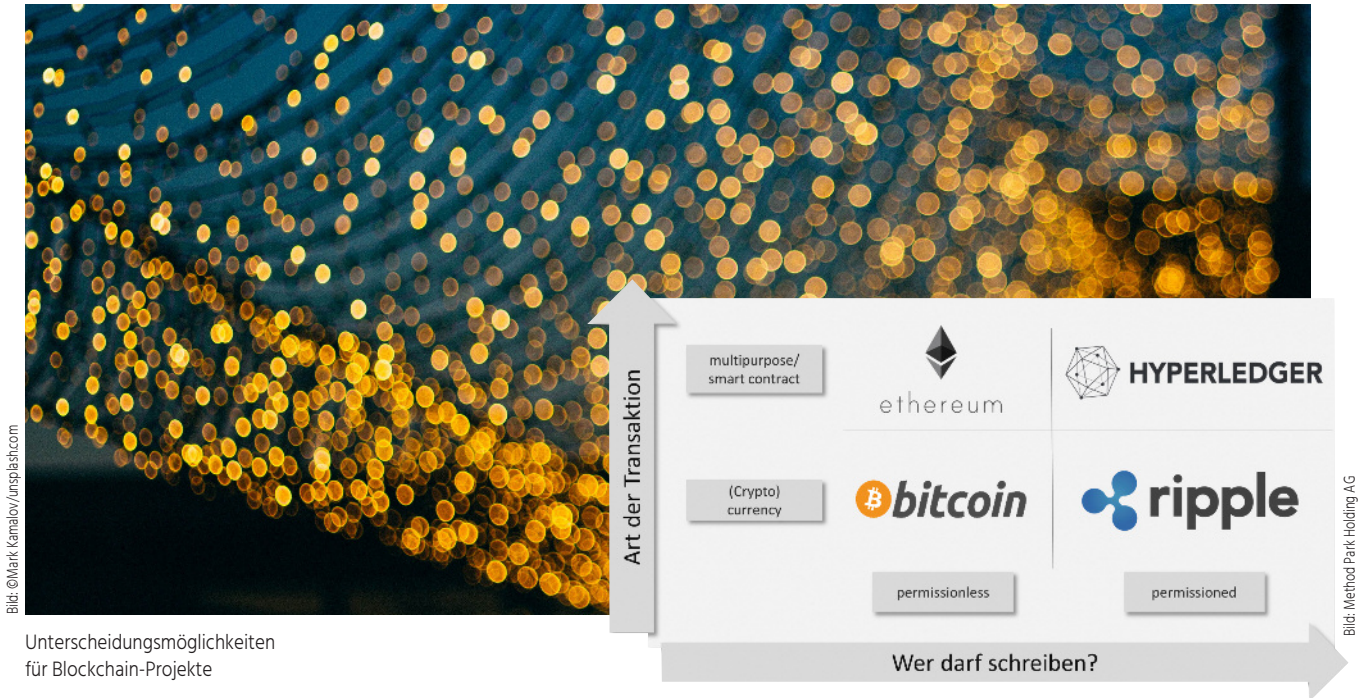 Bild: ©Mark Kamalov/unsplash.com
Unterscheidungsmöglichkeiten
für Blockchain-Projekte
Art der Transaktion
multipurpose/
smart contract
ethereum
HYPERLEDGER
(Crypto)
currency
bitcoin
ripple
permissionless
permissioned
Wer darf schreiben?
Bild: Method Park Holding AG